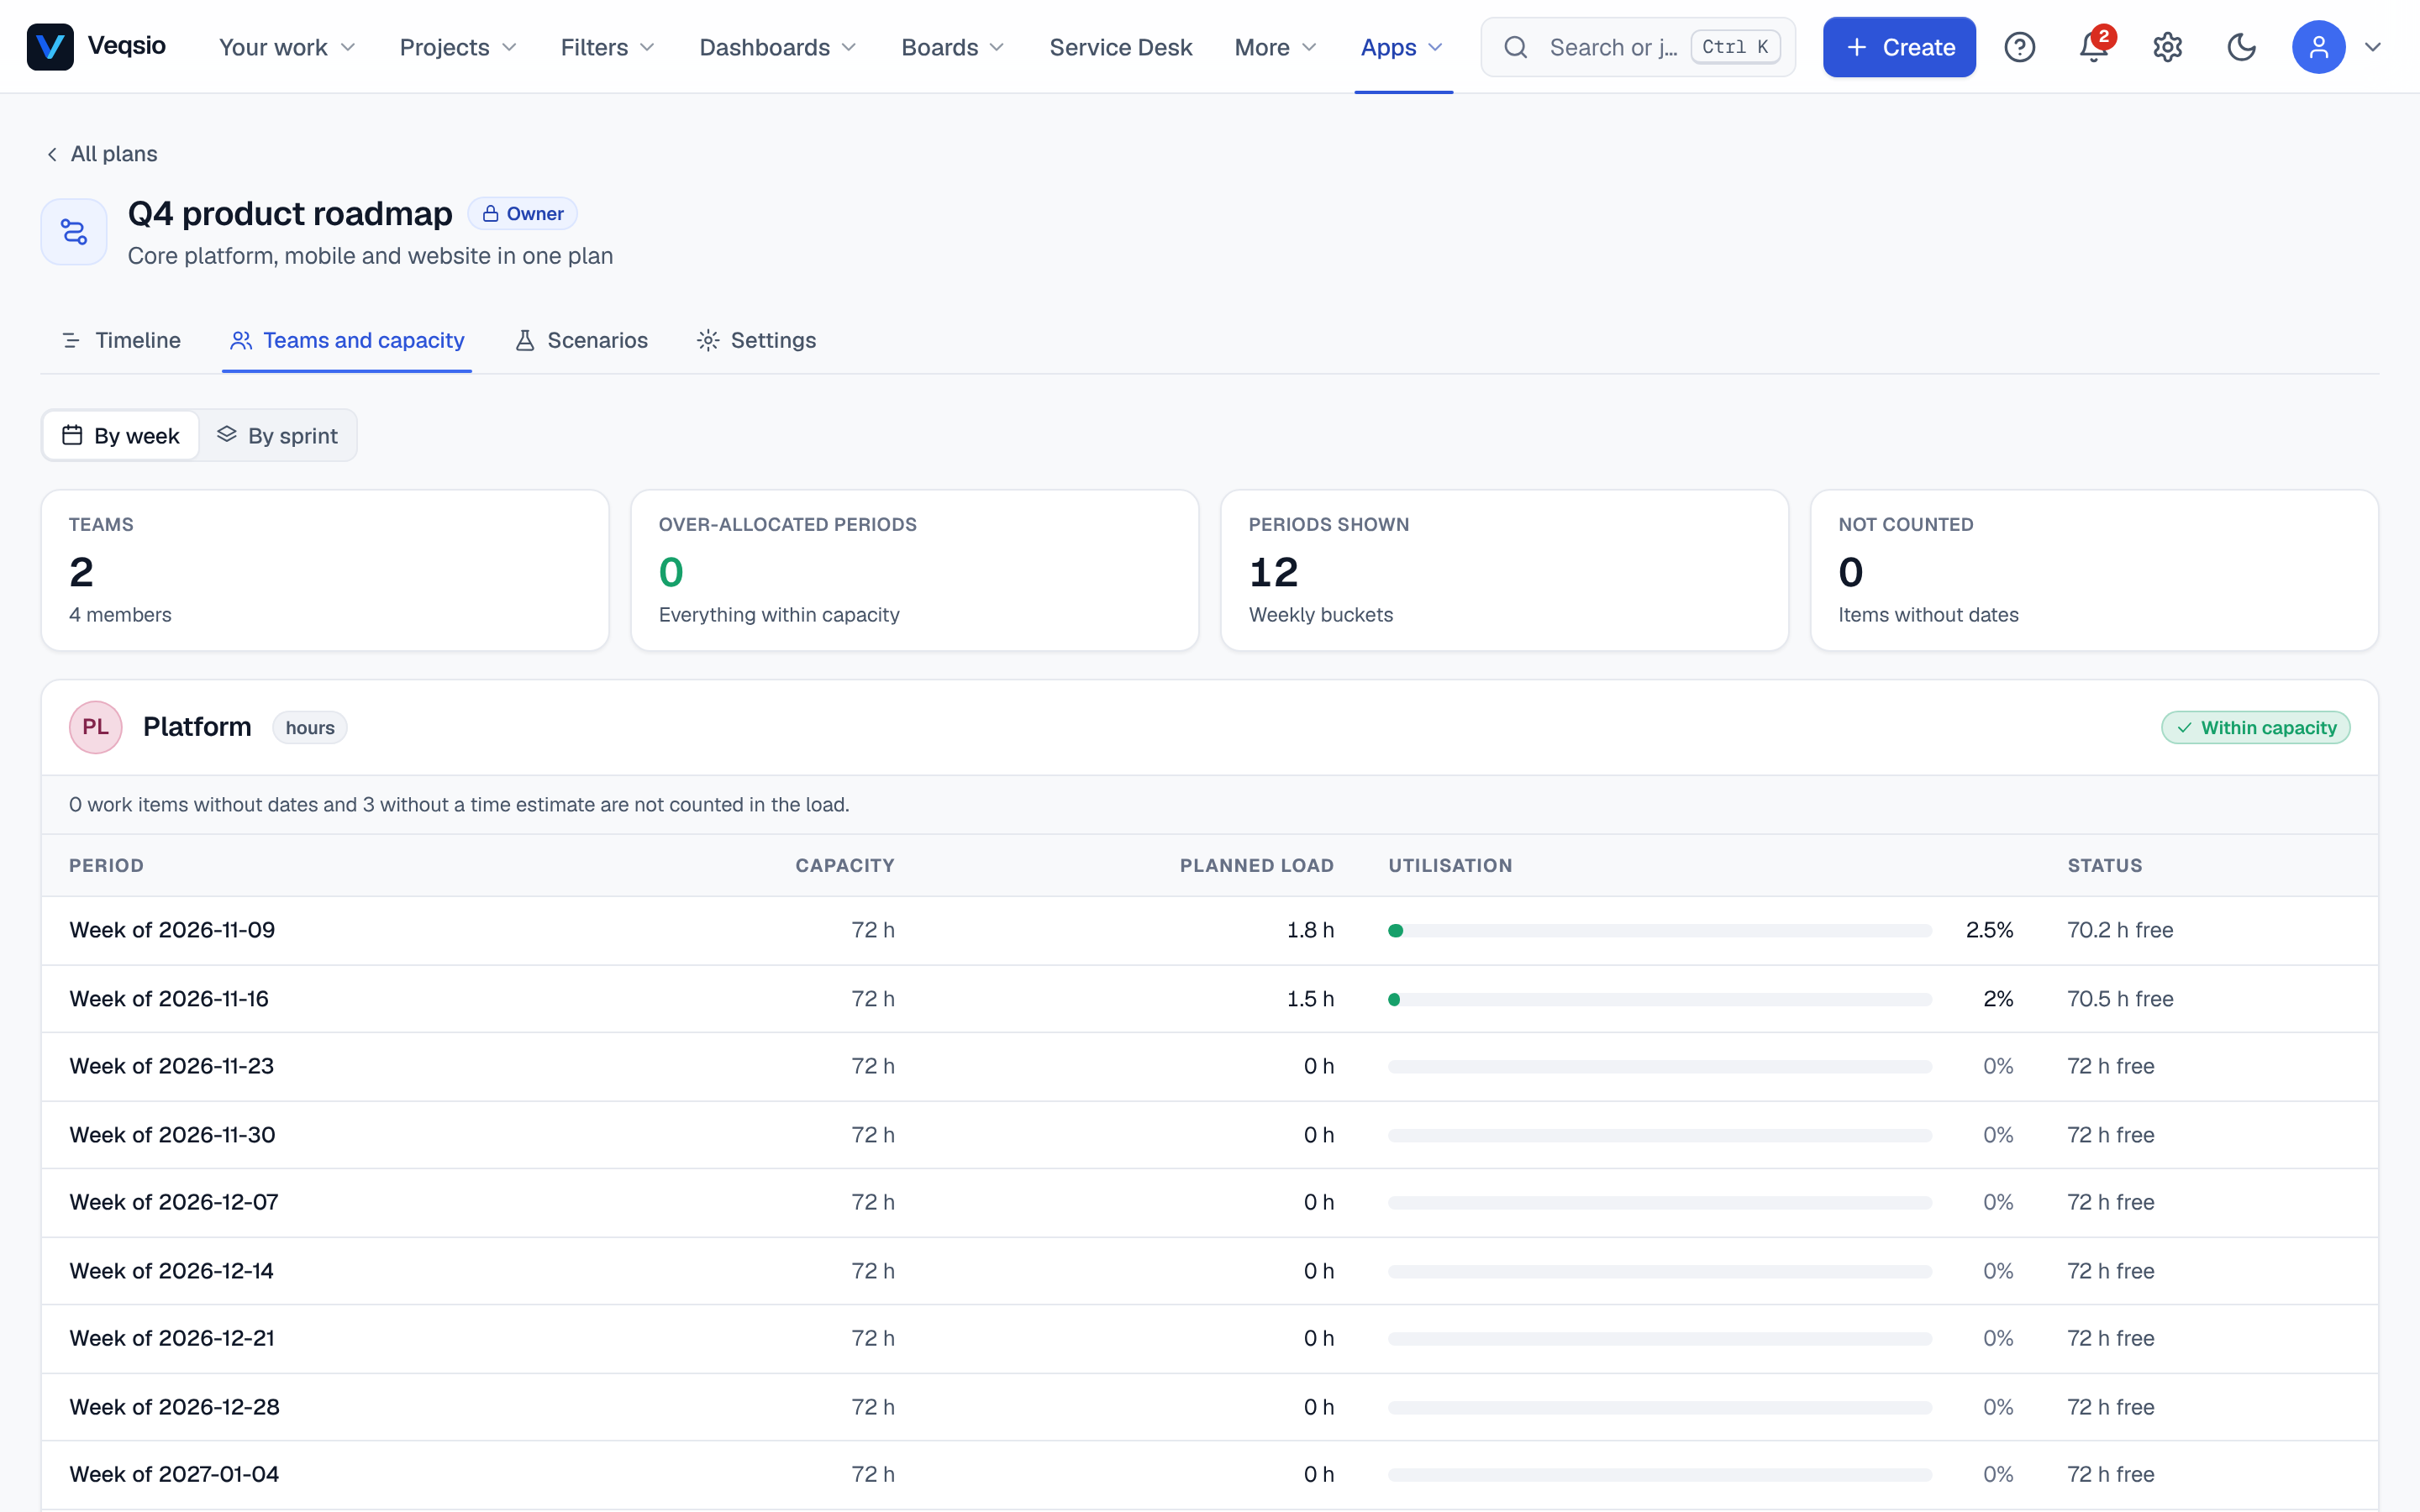 Veqsio
Your work
Projects
Filters
Dashboards
Boards
Service Desk
More
Apps
Search or j...
Ctrl K
Create
2
All plans
Q4 product roadmap
Owner
Core platform, mobile and website in one plan
Timeline
Teams and capacity
Scenarios
Settings
By week
By sprint
TEAMS
2
4 members
OVER-ALLOCATED PERIODS
0
Everything within capacity
PERIODS SHOWN
12
Weekly buckets
NOT COUNTED
0
Items without dates
PL
Platform
hours
Within capacity
0 work items without dates and 3 without a time estimate are not counted in the load.
PERIOD CAPACITY PLANNED LOAD UTILISATION STATUS
Week of 2026-11-09 72 h 1.8 h 2.5% 70.2 h free
Week of 2026-11-16 72 h 1.5 h 2% 70.5 h free
Week of 2026-11-23 72 h 0 h 0% 72 h free
Week of 2026-11-30 72 h 0 h 0% 72 h free
Week of 2026-12-07 72 h 0 h 0% 72 h free
Week of 2026-12-14 72 h 0 h 0% 72 h free
Week of 2026-12-21 72 h 0 h 0% 72 h free
Week of 2026-12-28 72 h 0 h 0% 72 h free
Week of 2027-01-04 72 h 0 h 0% 72 h free